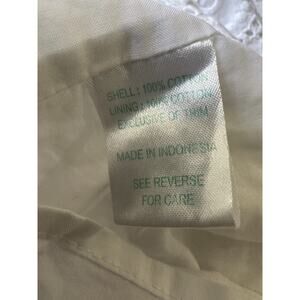 SHELL: 100% COTTON
LINING: 100% COTTON
EXCLUSIVE OF TRIM
MADE IN INDONESIA
SEE REVERSE
FOR CARE